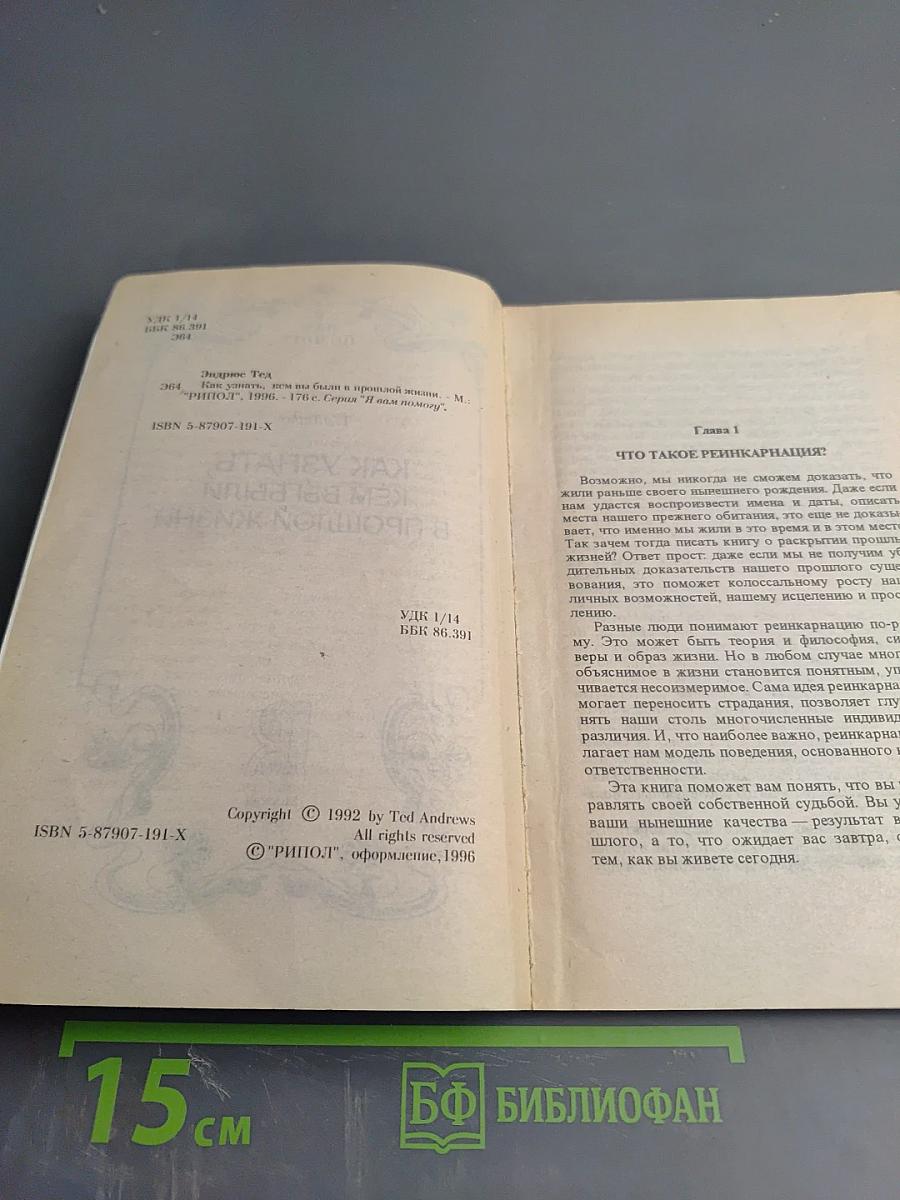 УДК 1/14
ББК 86.391
Э64
Эндрюс Тед
Э64 Как узнать, кем вы были в прошлой жизни. - М.:
"РИПОЛ", 1996. - 176 с. Серия "Я вам помогу".
ISBN 5-87907-191-X
УДК 1/14
ББК 86.391
ISBN 5-87907-191-X
Copyright © 1992 by Ted Andrews
All rights reserved
© "РИПОЛ", оформление, 1996
Глава 1
ЧТО ТАКОЕ РЕИНКАРНАЦИЯ?
Возможно, мы никогда не сможем доказать, что
жили раньше своего нынешнего рождения. Даже если
нам удастся воспроизвести имена и даты, описать
места нашего прежнего обитания, это еще не доказы-
вает, что именно мы жили в это время и в этом месте
Так зачем тогда писать книгу о раскрытии прошлы
жизней? Ответ прост: даже если мы не получим уб
дительных доказательств нашего прошлого суще
вования, это поможет колоссальному росту наш
личных возможностей, нашему исцелению и прос
лению.
Разные люди понимают реинкарнацию по-р
му. Это может быть теория и философия, си
веры и образ жизни. Но в любом случае мног
объяснимое в жизни становится понятным, уп
чивается несоизмеримое. Сама идея реинкарна
могает переносить страдания, позволяет глу
нять наши столь многочисленные индивид
различия. И, что наиболее важно, реинкарнац
лагает нам модель поведения, основанного н
ответственности.
Эта книга поможет вам понять, что вы
равлять своей собственной судьбой. Вы у
ваши нынешние качества — результат в
шлого, а то, что ожидает вас завтра, о
тем, как вы живете сегодня.
15 см
БФ БИБЛИОФАН